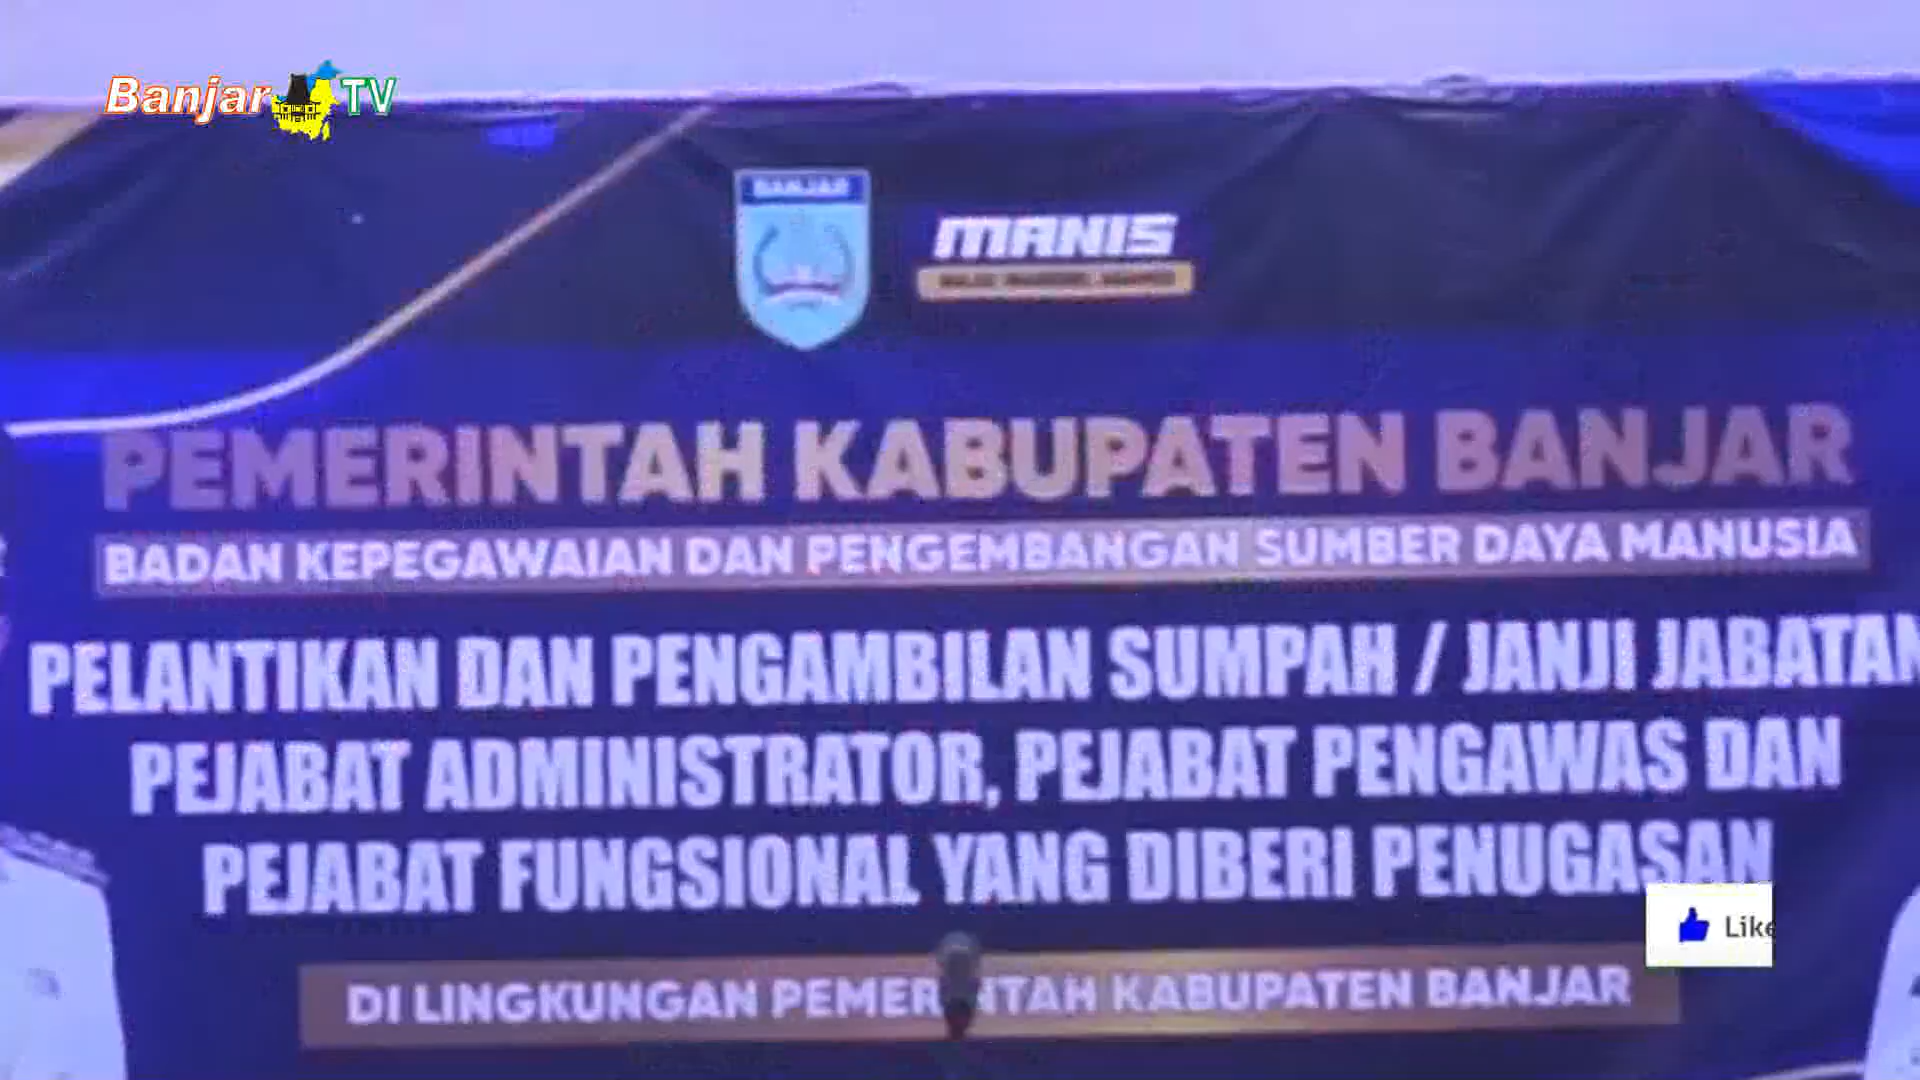 Banjar TV
BANJAR
MANIS
PEMERINTAH KABUPATEN BANJAR
BADAN KEPEGAWAIAN DAN PENGEMBANGAN SUMBER DAYA MANUSIA
PELANTIKAN DAN PENGAMBILAN SUMPAH / JANJI JABATAN
PEJABAT ADMINISTRATOR, PEJABAT PENGAWAS DAN
PEJABAT FUNGSIONAL YANG DIBERI PENUGASAN
Like
DI LINGKUNGAN PEMERINTAH KABUPATEN BANJAR